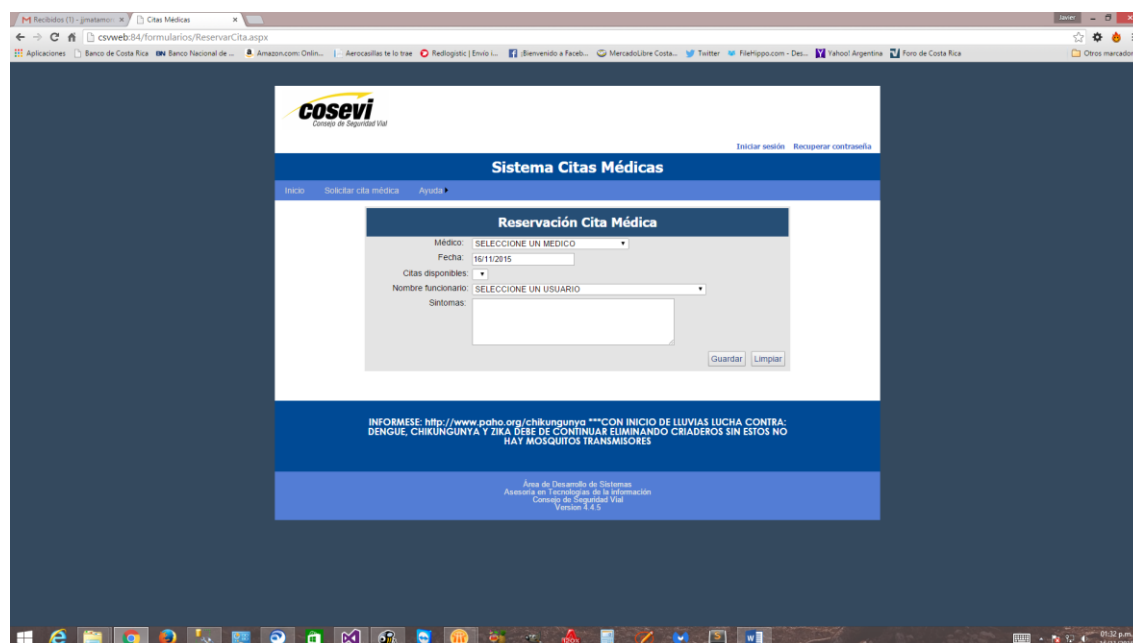 Recibidos (1) - jjmatamor
Citas Médicas
Javier
csvweb:84/formularios/ReservarCita.aspx
Aplicaciones
Banco de Costa Rica
BN Banco Nacional de ...
Amazon.com: Onlin...
Aerocasillas te lo trae
Redlogistic | Envío i...
:Bienvenido a Faceb...
MercadoLibre Costa...
Twitter
FileHippo.com - Des...
Yahoo! Argentina
Foro de Costa Rica
Otros marcador
cosevi
Consejo de Seguridad Vial
Iniciar sesión Recuperar contraseña
Sistema Citas Médicas
Inicio Solicitar cita médica Ayuda
Reservación Cita Médica
Médico: SELECCIONE UN MEDICO
Fecha: 16/11/2015
Citas disponibles:
Nombre funcionario: SELECCIONE UN USUARIO
Sintomas:
Guardar Limpiar
INFORMESE: http://www.paho.org/chikungunya ***CON INICIO DE LLUVIAS LUCHA CONTRA:
DENGUE, CHIKUNGUNYA Y ZIKA DEBE DE CONTINUAR ELIMINANDO CRIADEROS SIN ESTOS NO
HAY MOSQUITOS TRANSMISORES
Área de Desarrollo de Sistemas
Asesoría en Tecnologías de la información
Consejo de Seguridad Vial
Version 4.4.5
01:32 p.m.